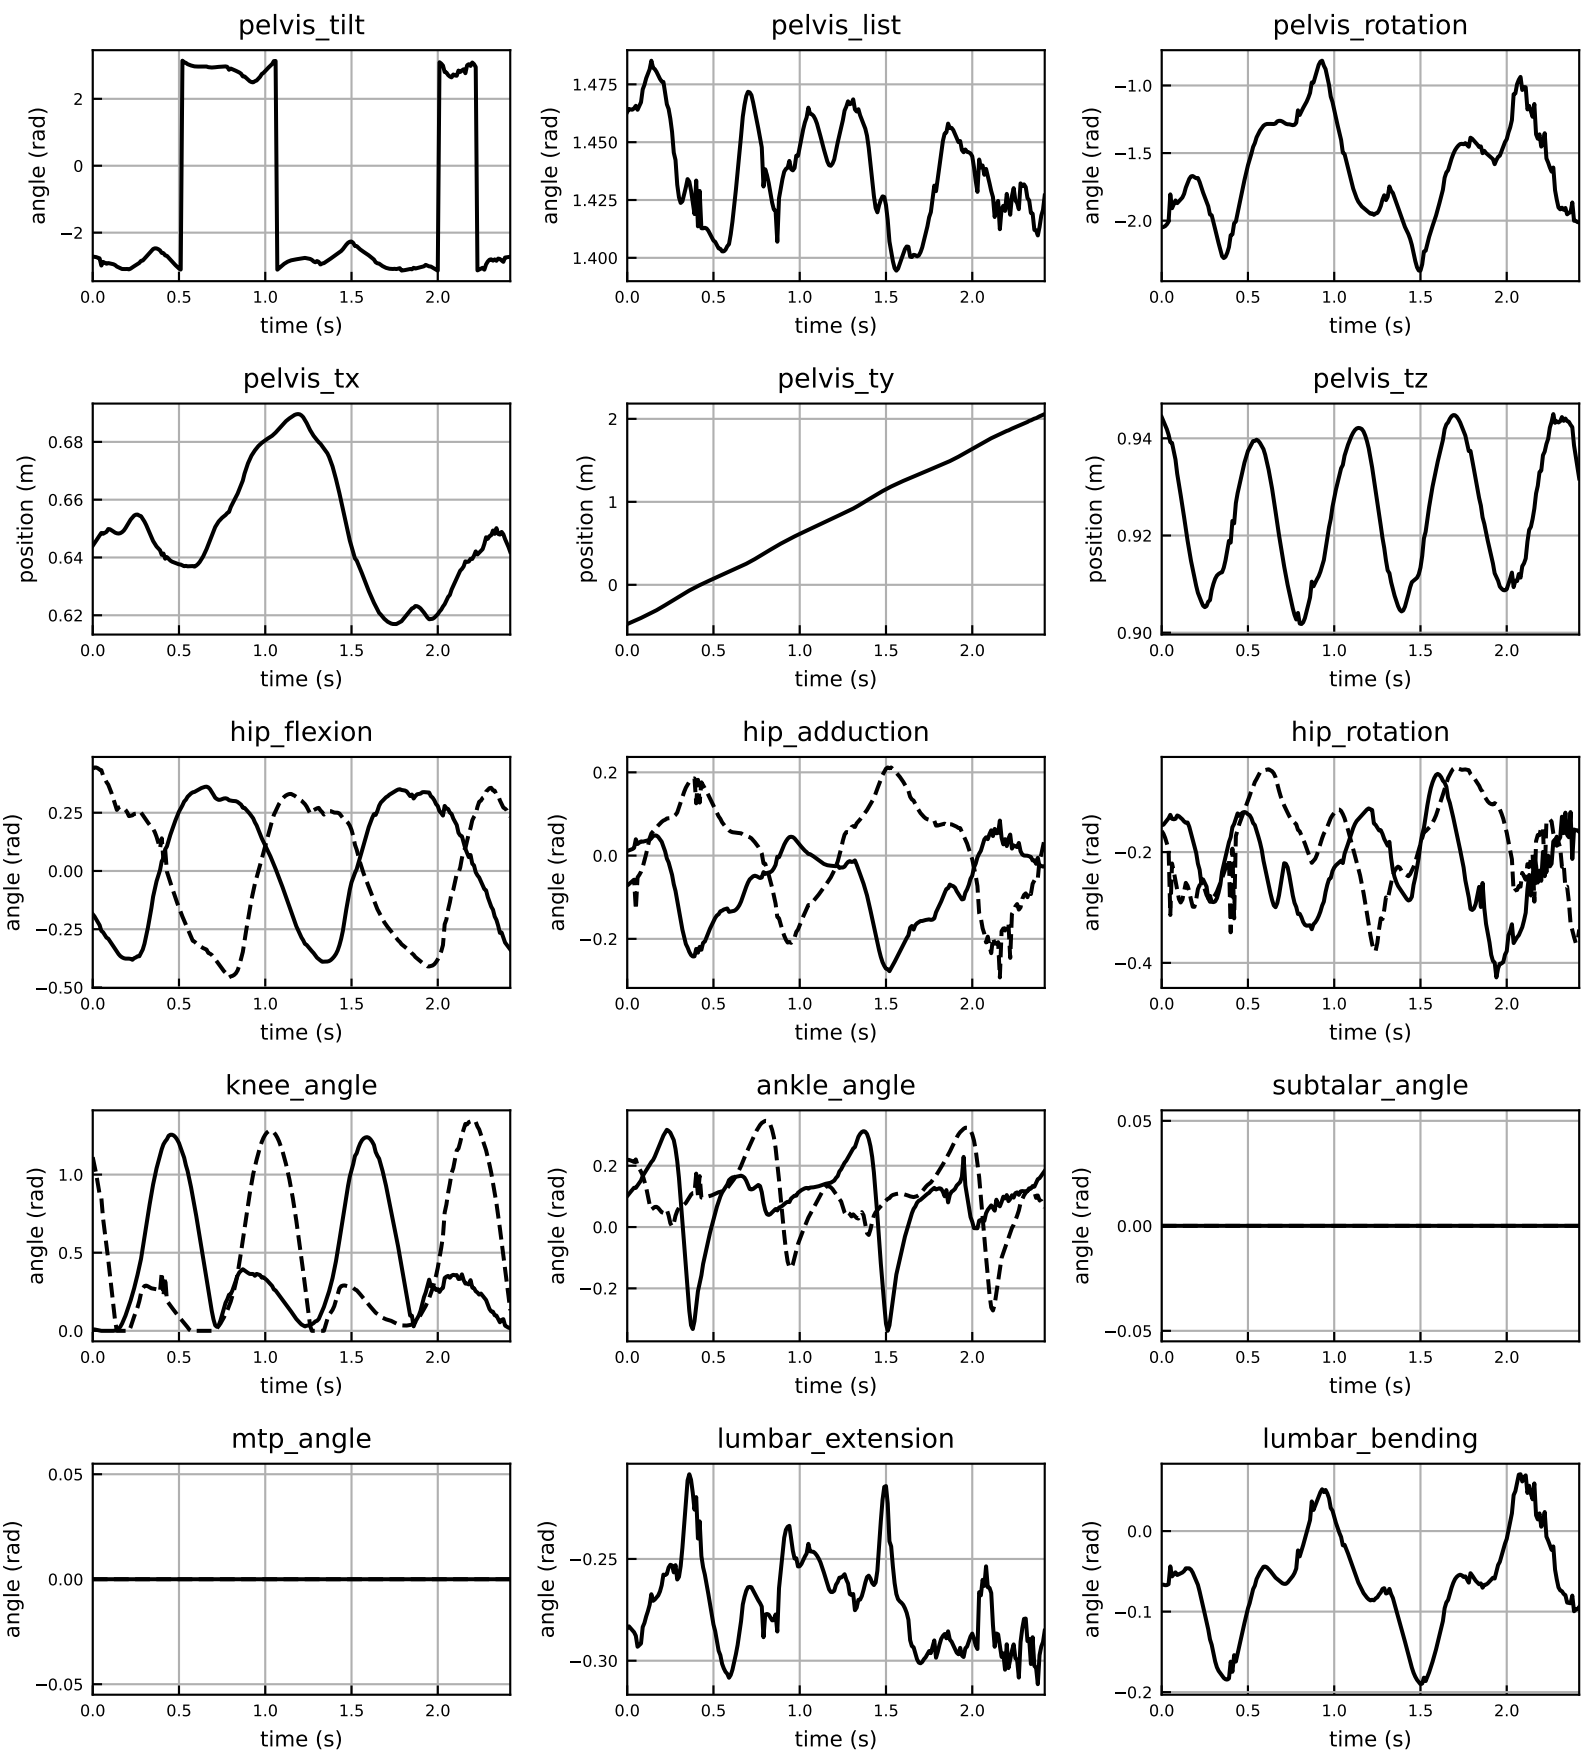 pelvis_tilt
angle (rad)
2
0
−2
0.0 0.5 1.0 1.5 2.0
time (s)
pelvis_list
angle (rad)
1.475
1.450
1.425
1.400
0.0 0.5 1.0 1.5 2.0
time (s)
pelvis_rotation
angle (rad)
−1.0
−1.5
−2.0
0.0 0.5 1.0 1.5 2.0
time (s)
pelvis_tx
position (m)
0.68
0.66
0.64
0.62
0.0 0.5 1.0 1.5 2.0
time (s)
pelvis_ty
position (m)
2
1
0
0.0 0.5 1.0 1.5 2.0
time (s)
pelvis_tz
position (m)
0.94
0.92
0.90
0.0 0.5 1.0 1.5 2.0
time (s)
hip_flexion
angle (rad)
0.25
0.00
−0.25
−0.50
0.0 0.5 1.0 1.5 2.0
time (s)
hip_adduction
angle (rad)
0.2
0.0
−0.2
0.0 0.5 1.0 1.5 2.0
time (s)
hip_rotation
angle (rad)
−0.2
−0.4
0.0 0.5 1.0 1.5 2.0
time (s)
knee_angle
angle (rad)
1.0
0.5
0.0
0.0 0.5 1.0 1.5 2.0
time (s)
ankle_angle
angle (rad)
0.2
0.0
−0.2
0.0 0.5 1.0 1.5 2.0
time (s)
subtalar_angle
angle (rad)
0.05
0.00
−0.05
0.0 0.5 1.0 1.5 2.0
time (s)
mtp_angle
angle (rad)
0.05
0.00
−0.05
0.0 0.5 1.0 1.5 2.0
time (s)
lumbar_extension
angle (rad)
−0.25
−0.30
0.0 0.5 1.0 1.5 2.0
time (s)
lumbar_bending
angle (rad)
0.0
−0.1
−0.2
0.0 0.5 1.0 1.5 2.0
time (s)